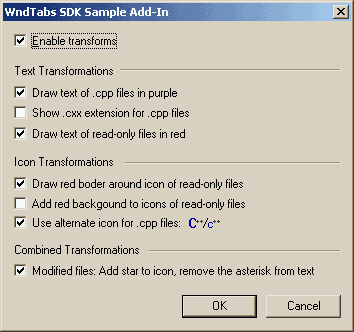 WndTabs SDK Sample Add-In
Enable transforms
Text Transformations
Draw text of .cpp files in purple
Show .cxx extension for .cpp files
Draw text of read-only files in red
Icon Transformations
Draw red boder around icon of read-only files
Add red backgound to icons of read-only files
Use alternate icon for .cpp files: C++/c++
Combined Transformations
Modified files: Add star to icon, remove the asterisk from text
OK Cancel